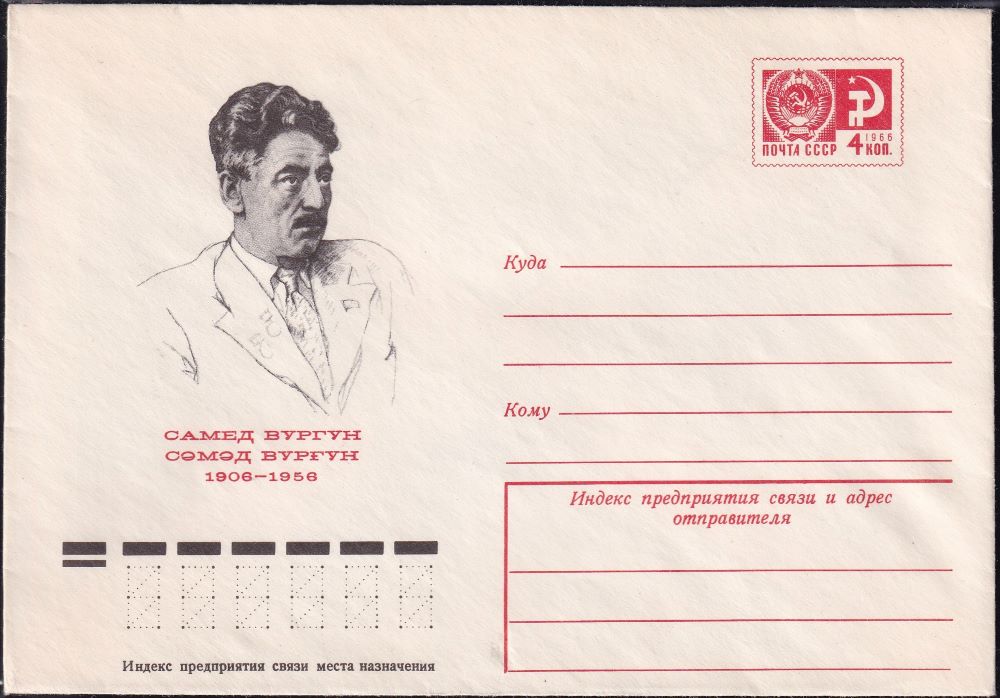 ПОЧТА СССР
1966
4 КОП.
САМЕД ВУРГУН
СӘМӘД ВУРҒУН
1906–1956
Куда
Кому
Индекс предприятия связи и адрес
отправителя
Индекс предприятия связи места назначения